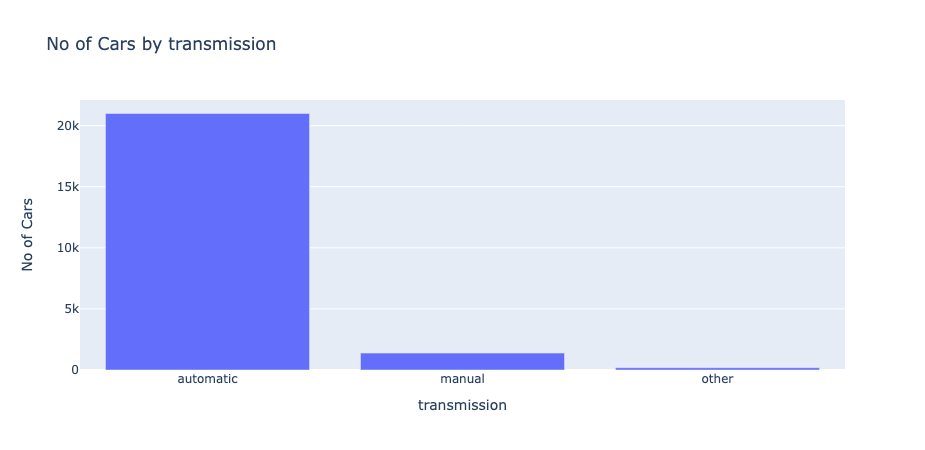 No of Cars by transmission
No of Cars
20k
15k
10k
5k
0
automatic manual other
transmission